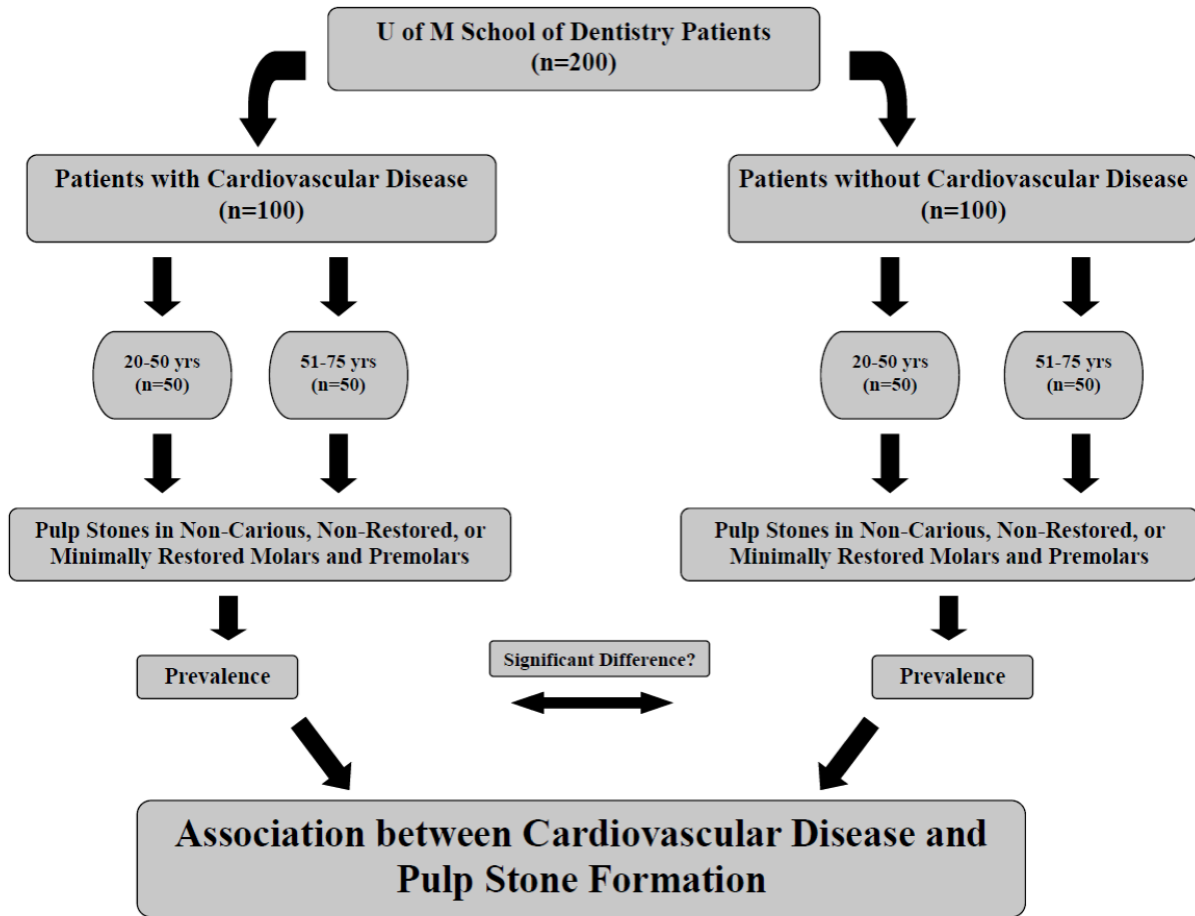 U of M School of Dentistry Patients
(n=200)
Patients with Cardiovascular Disease
(n=100)
Patients without Cardiovascular Disease
(n=100)
20-50 yrs
(n=50)
51-75 yrs
(n=50)
20-50 yrs
(n=50)
51-75 yrs
(n=50)
Pulp Stones in Non-Carious, Non-Restored, or
Minimally Restored Molars and Premolars
Pulp Stones in Non-Carious, Non-Restored, or
Minimally Restored Molars and Premolars
Prevalence
Significant Difference?
Prevalence
Association between Cardiovascular Disease and
Pulp Stone Formation